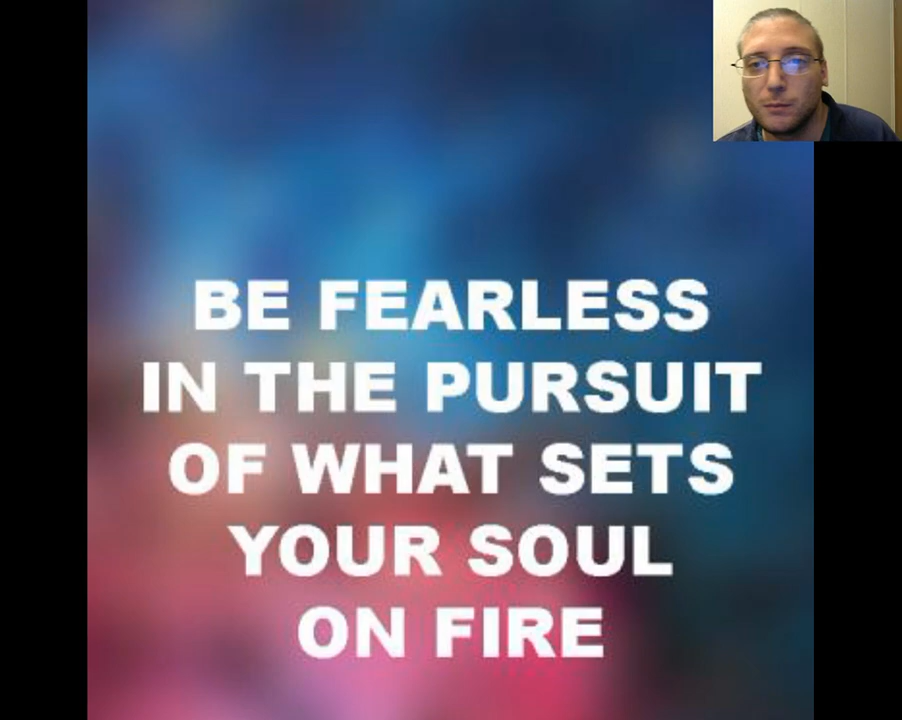 BE FEARLESS
IN THE PURSUIT
OF WHAT SETS
YOUR SOUL
ON FIRE